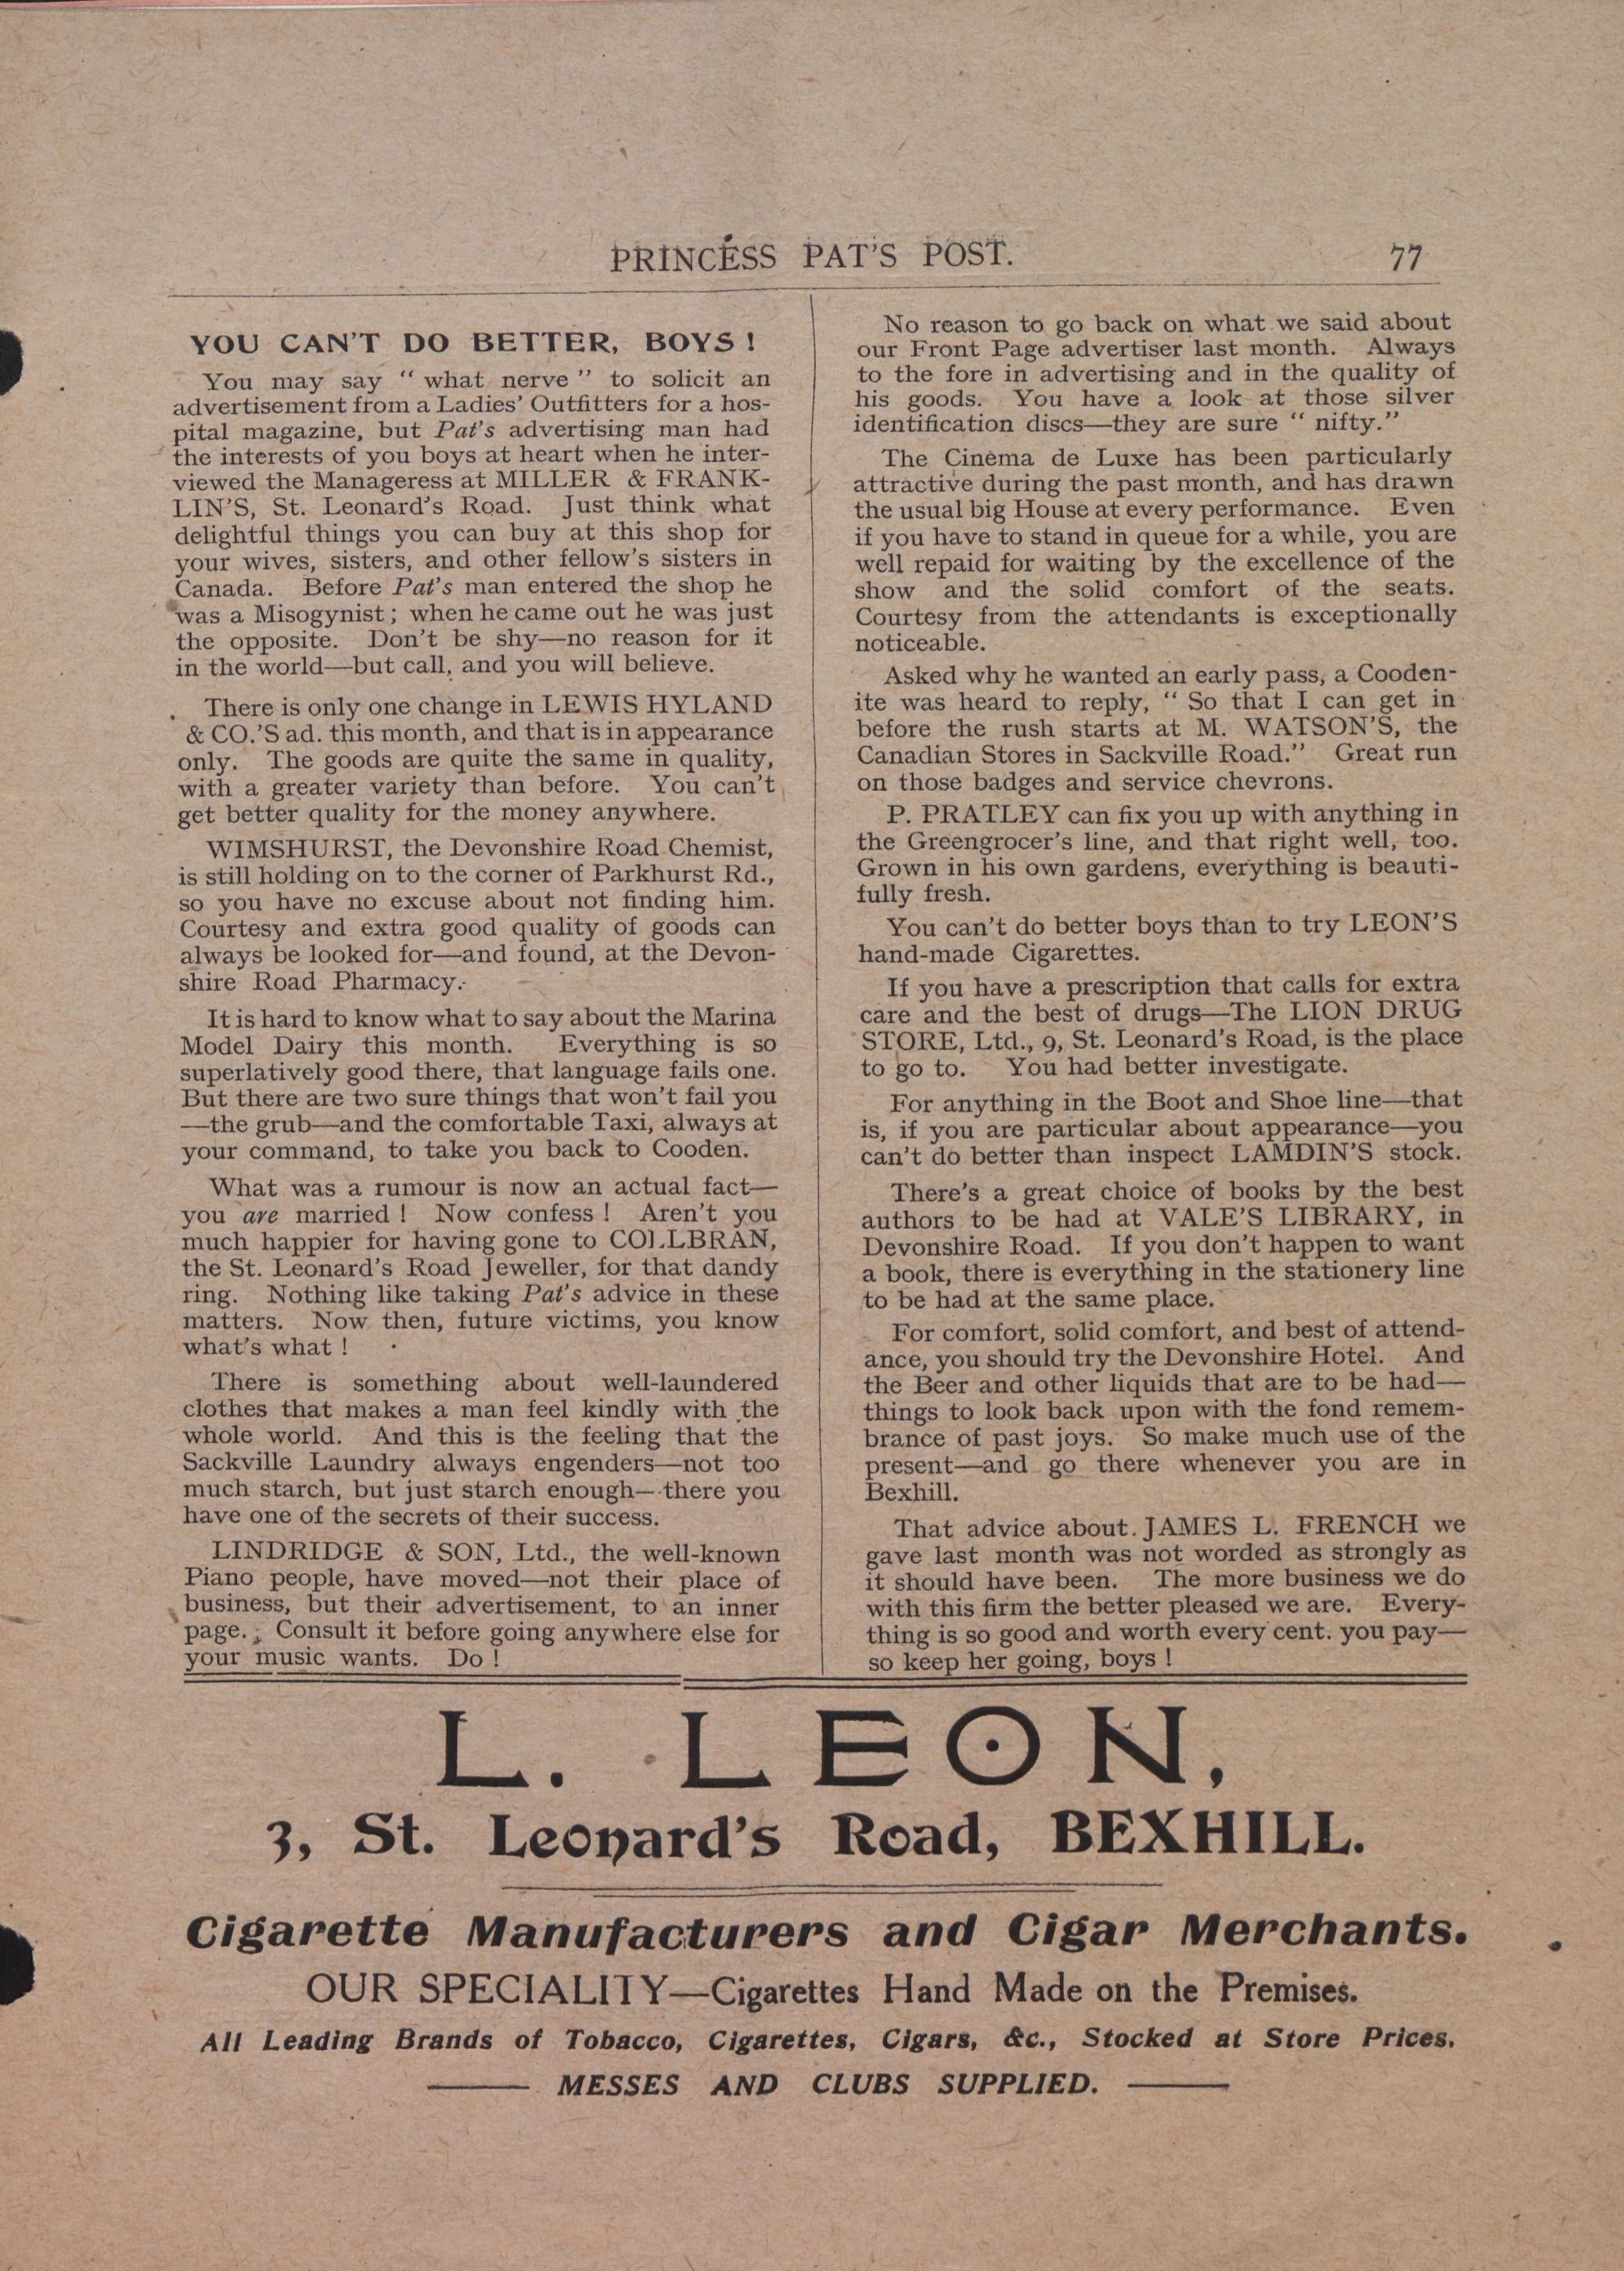 PRINCESS PAT'S POST. 77
YOU CAN'T DO BETTER, BOYS !
You may say " what nerve " to solicit an
advertisement from a Ladies' Outfitters for a hos-
pital magazine, but Pat's advertising man had
the interests of you boys at heart when he inter-
viewed the Manageress at MILLER & FRANK-
LIN'S, St. Leonard's Road. Just think what
delightful things you can buy at this shop for
your wives, sisters, and other fellow's sisters in
Canada. Before Pat's man entered the shop he
was a Misogynist ; when he came out he was just
the opposite. Don't be shy—no reason for it
in the world—but call, and you will believe.
There is only one change in LEWIS HYLAND
& CO.'S ad. this month, and that is in appearance
only. The goods are quite the same in quality,
with a greater variety than before. You can't
get better quality for the money anywhere.
WIMSHURST, the Devonshire Road Chemist,
is still holding on to the corner of Parkhurst Rd.,
so you have no excuse about not finding him.
Courtesy and extra good quality of goods can
always be looked for—and found, at the Devon-
shire Road Pharmacy.
It is hard to know what to say about the Marina
Model Dairy this month. Everything is so
superlatively good there, that language fails one.
But there are two sure things that won't fail you
—the grub—and the comfortable Taxi, always at
your command, to take you back to Cooden.
What was a rumour is now an actual fact—
you are married ! Now confess ! Aren't you
much happier for having gone to COLLBRAN,
the St. Leonard's Road Jeweller, for that dandy
ring. Nothing like taking Pat's advice in these
matters. Now then, future victims, you know
what's what !
There is something about well-laundered
clothes that makes a man feel kindly with the
whole world. And this is the feeling that the
Sackville Laundry always engenders—not too
much starch, but just starch enough—there you
have one of the secrets of their success.
LINDRIDGE & SON, Ltd., the well-known
Piano people, have moved—not their place of
business, but their advertisement, to an inner
page. Consult it before going anywhere else for
your music wants. Do !
No reason to go back on what we said about
our Front Page advertiser last month. Always
to the fore in advertising and in the quality of
his goods. You have a look at those silver
identification discs—they are sure " nifty."
The Cinema de Luxe has been particularly
attractive during the past month, and has drawn
the usual big House at every performance. Even
if you have to stand in queue for a while, you are
well repaid for waiting by the excellence of the
show and the solid comfort of the seats.
Courtesy from the attendants is exceptionally
noticeable.
Asked why he wanted an early pass, a Cooden-
ite was heard to reply, " So that I can get in
before the rush starts at M. WATSON'S, the
Canadian Stores in Sackville Road." Great run
on those badges and service chevrons.
P. PRATLEY can fix you up with anything in
the Greengrocer's line, and that right well, too.
Grown in his own gardens, everything is beauti-
fully fresh.
You can't do better boys than to try LEON'S
hand-made Cigarettes.
If you have a prescription that calls for extra
care and the best of drugs—The LION DRUG
STORE, Ltd., 9, St. Leonard's Road, is the place
to go to. You had better investigate.
For anything in the Boot and Shoe line—that
is, if you are particular about appearance—you
can't do better than inspect LAMDIN'S stock.
There's a great choice of books by the best
authors to be had at VALE'S LIBRARY, in
Devonshire Road. If you don't happen to want
a book, there is everything in the stationery line
to be had at the same place.
For comfort, solid comfort, and best of attend-
ance, you should try the Devonshire Hotel. And
the Beer and other liquids that are to be had—
things to look back upon with the fond remem-
brance of past joys. So make much use of the
present—and go there whenever you are in
Bexhill.
That advice about JAMES L. FRENCH we
gave last month was not worded as strongly as
it should have been. The more business we do
with this firm the better pleased we are. Every-
thing is so good and worth every cent. you pay—
so keep her going, boys !
L. LEON,
3, St. Leonard's Road, BEXHILL.
Cigarette Manufacturers and Cigar Merchants.
OUR SPECIALITY—Cigarettes Hand Made on the Premises.
All Leading Brands of Tobacco, Cigarettes, Cigars, &c., Stocked at Store Prices.
—— MESSES AND CLUBS SUPPLIED. ——